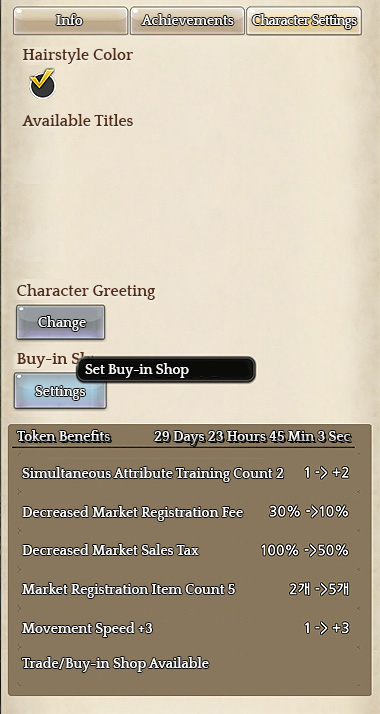 Info Achievements Character Settings
Hairstyle Color
Available Titles
Character Greeting
Change
Buy-in Sh
Set Buy-in Shop
Settings
Token Benefits 29 Days 23 Hours 45 Min 3 Sec
Simultaneous Attribute Training Count 2 1 -> +2
Decreased Market Registration Fee 30% ->10%
Decreased Market Sales Tax 100% ->50%
Market Registration Item Count 5 2개 ->5개
Movement Speed +3 1 -> +3
Trade/Buy-in Shop Available